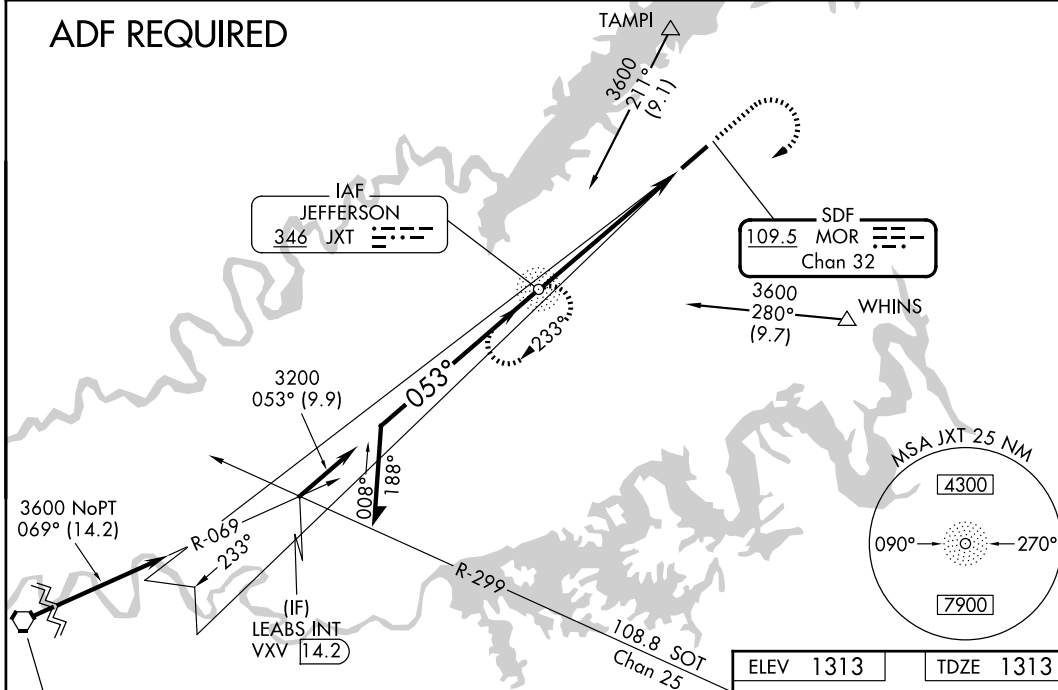 ADF REQUIRED
TAMPI
3600
211°
(9.1)
IAF
JEFFERSON
346 JXT
SDF
109.5 MOR
Chan 32
3600
280°
(9.7)
WHINS
233°
053°
3200
053° (9.9)
008°
188°
MSA JXT 25 NM
4300
090°
270°
7900
3600 NoPT
069° (14.2)
R-069
233°
(IF)
LEABS INT
VXV 14.2
R-299
108.8 SOT
Chan 25
ELEV 1313
TDZE 1313